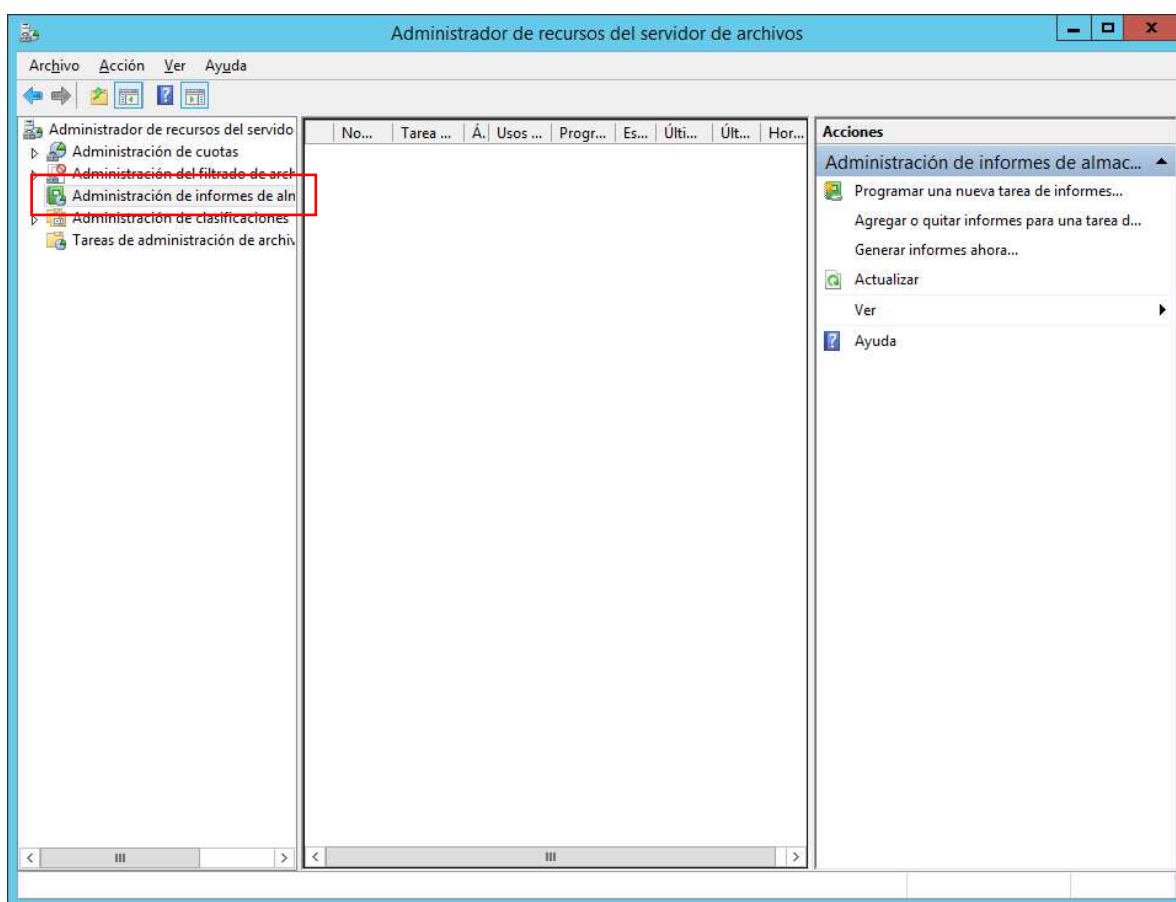 Administrador de recursos del servidor de archivos
Archivo Acción Ver Ayuda
Administrador de recursos del servido
Administración de cuotas
Administración del filtrado de arch
Administración de informes de aln
Administración de clasificaciones
Tareas de administración de archiv
No... Tarea ... Á. Usos ... Progr... Es... Últi... Últ... Hor...
Acciones
Administración de informes de almac...
Programar una nueva tarea de informes...
Agregar o quitar informes para una tarea d...
Generar informes ahora...
Actualizar
Ver
Ayuda